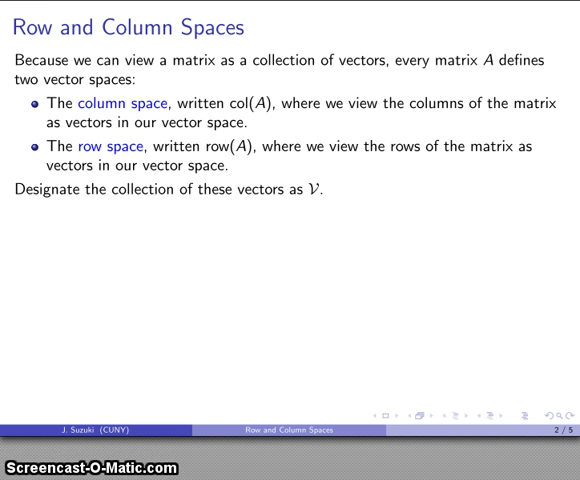 Row and Column Spaces
Because we can view a matrix as a collection of vectors, every matrix A defines
two vector spaces:
The column space, written col(A), where we view the columns of the matrix
as vectors in our vector space.
The row space, written row(A), where we view the rows of the matrix as
vectors in our vector space.
Designate the collection of these vectors as 𝒱.
J. Suzuki (CUNY)
Row and Column Spaces
2 / 5
Screencast-O-Matic.com